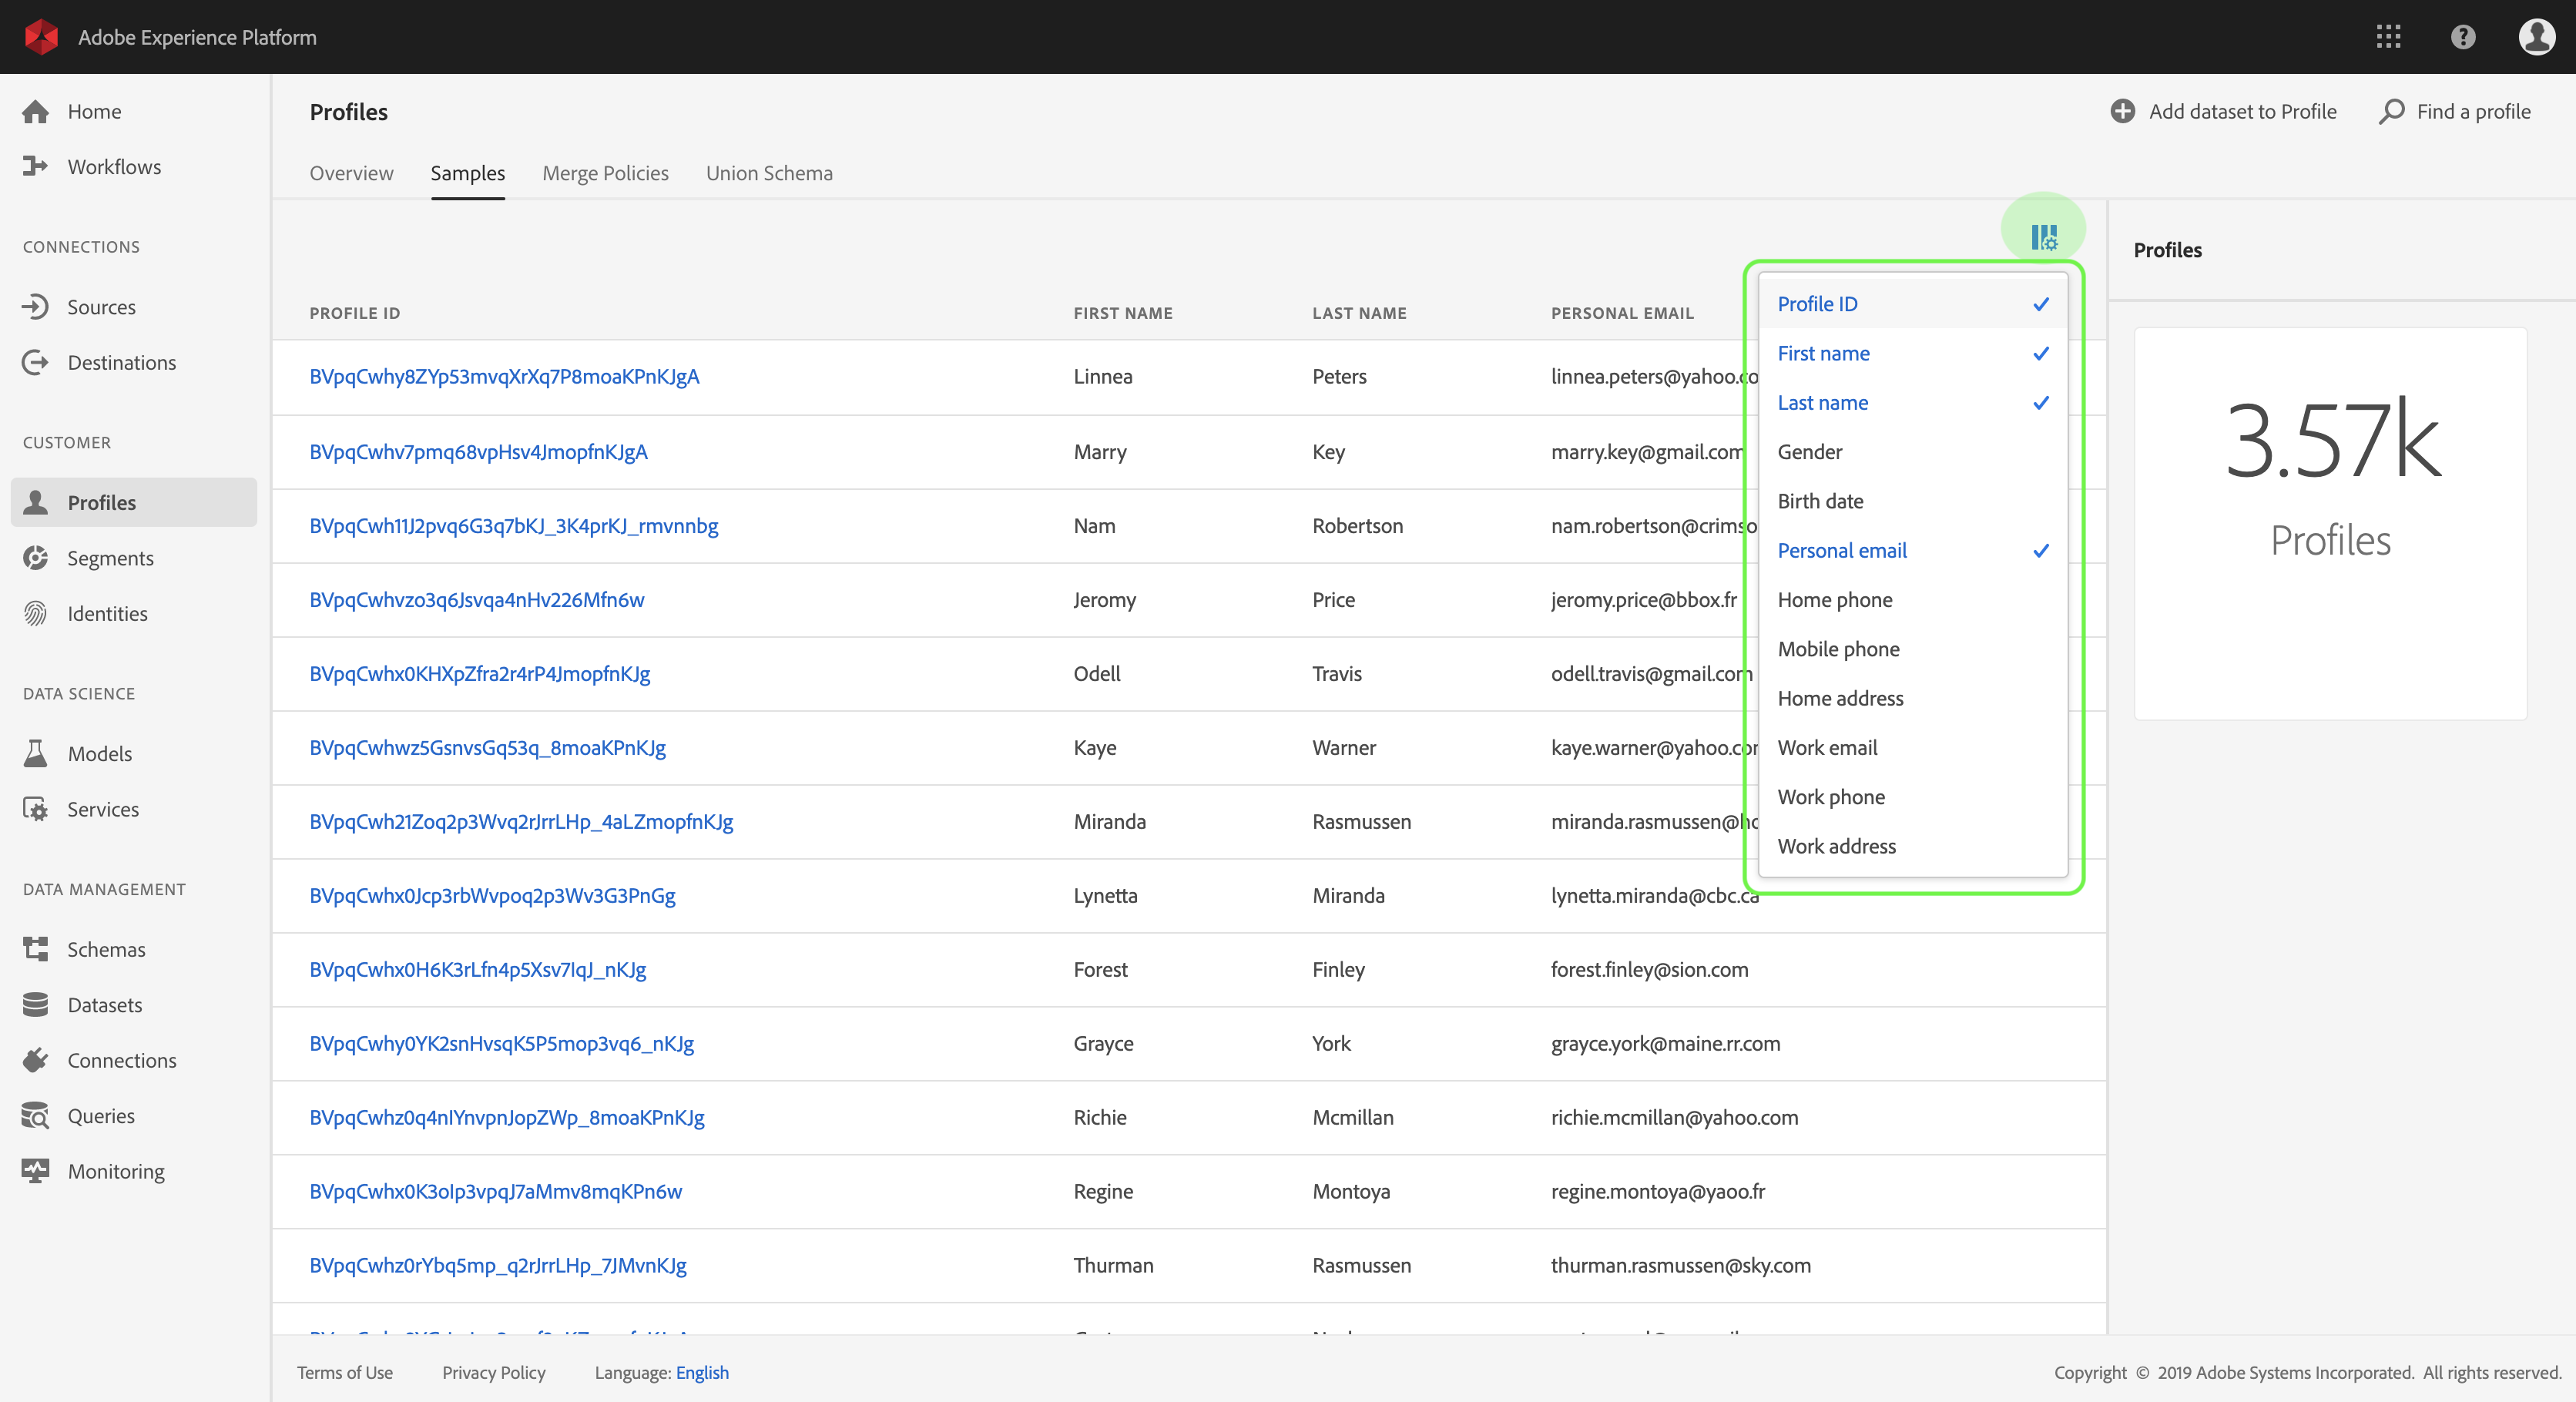 Adobe Experience Platform
Home
Workflows
CONNECTIONS
Sources
Destinations
CUSTOMER
Profiles
Segments
Identities
DATA SCIENCE
Models
Services
DATA MANAGEMENT
Schemas
Datasets
Connections
Queries
Monitoring
Profiles
Add dataset to Profile Find a profile
Overview Samples Merge Policies Union Schema
PROFILE ID FIRST NAME LAST NAME PERSONAL EMAIL
BVpqCwhy8ZYp53mvqXrXq7P8moaKPnKJgA Linnea Peters linnea.peters@yahoo.co
BVpqCwhv7pmq68vpHsv4JmopfnKJgA Marry Key marry.key@gmail.com
BVpqCwh11J2pvq6G3q7bKJ_3K4prKJ_rmvnnbg Nam Robertson nam.robertson@crimso
BVpqCwhvzo3q6Jsvqa4nHv226Mfn6w Jeromy Price jeromy.price@bbox.fr
BVpqCwhx0KHXpZfra2r4rP4JmopfnKJg Odell Travis odell.travis@gmail.com
BVpqCwhwz5GsnvsGq53q_8moaKPnKJg Kaye Warner kaye.warner@yahoo.com
BVpqCwh21Zoq2p3Wvq2rJrrLHp_4aLZmopfnKJg Miranda Rasmussen miranda.rasmussen@ho
BVpqCwhx0Jcp3rbWvpoq2p3Wv3G3PnGg Lynetta Miranda lynetta.miranda@cbc.ca
BVpqCwhx0H6K3rLfn4p5Xsv7IqJ_nKJg Forest Finley forest.finley@sion.com
BVpqCwhy0YK2snHvsqK5P5mop3vq6_nKJg Grayce York grayce.york@maine.rr.com
BVpqCwhz0q4nIYnvpnJopZWp_8moaKPnKJg Richie Mcmillan richie.mcmillan@yahoo.com
BVpqCwhx0K3oIp3vpqJ7aMmv8mqKPn6w Regine Montoya regine.montoya@yaoo.fr
BVpqCwhz0rYbq5mp_q2rJrrLHp_7JMvnKJg Thurman Rasmussen thurman.rasmussen@sky.com
Profile ID
First name
Last name
Gender
Birth date
Personal email
Home phone
Mobile phone
Home address
Work email
Work phone
Work address
Profiles
3.57k
Profiles
Terms of Use Privacy Policy Language: English
Copyright © 2019 Adobe Systems Incorporated. All rights reserved.